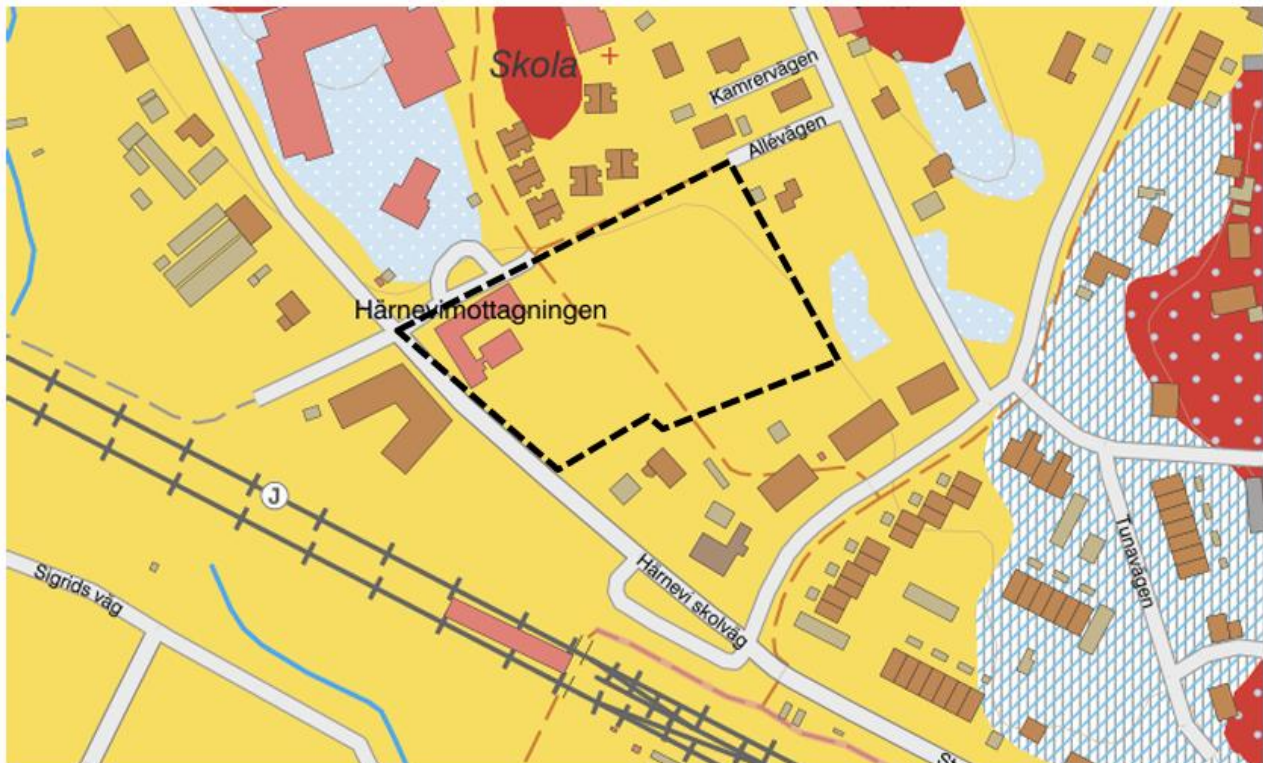 Skola
Kamrervägen
Allévägen
Härnevimottagningen
J
Sigrids väg
Härnevi skolväg
Tunavägen